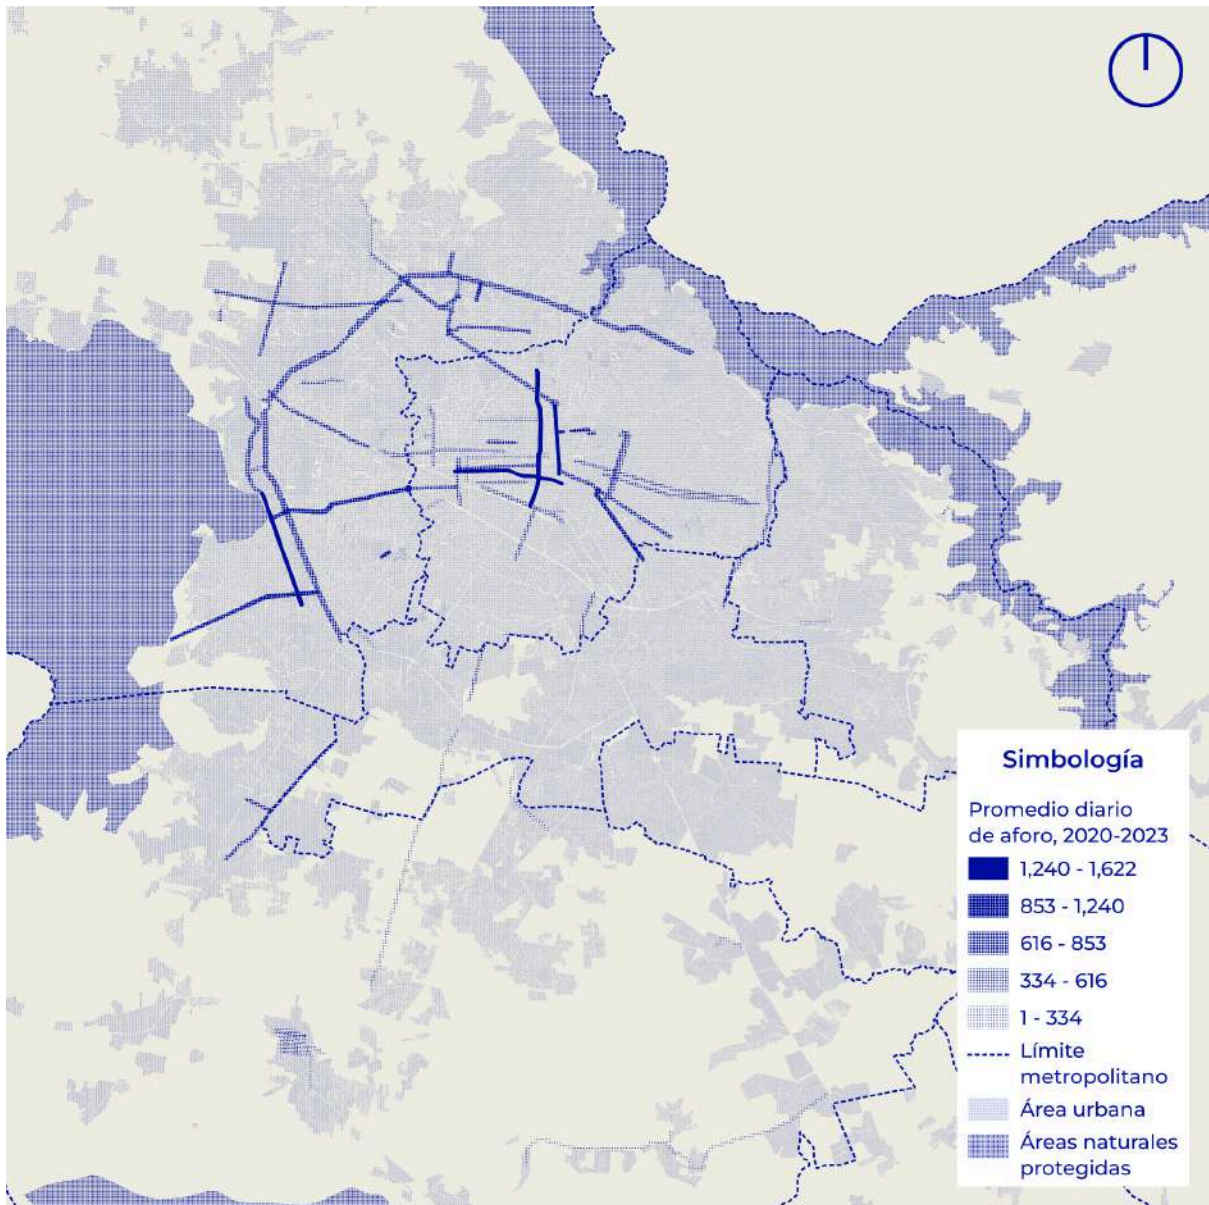 Simbología
Promedio diario
de aforo, 2020-2023
1,240 - 1,622
853 - 1,240
616 - 853
334 - 616
1 - 334
Límite
metropolitano
Área urbana
Áreas naturales
protegidas